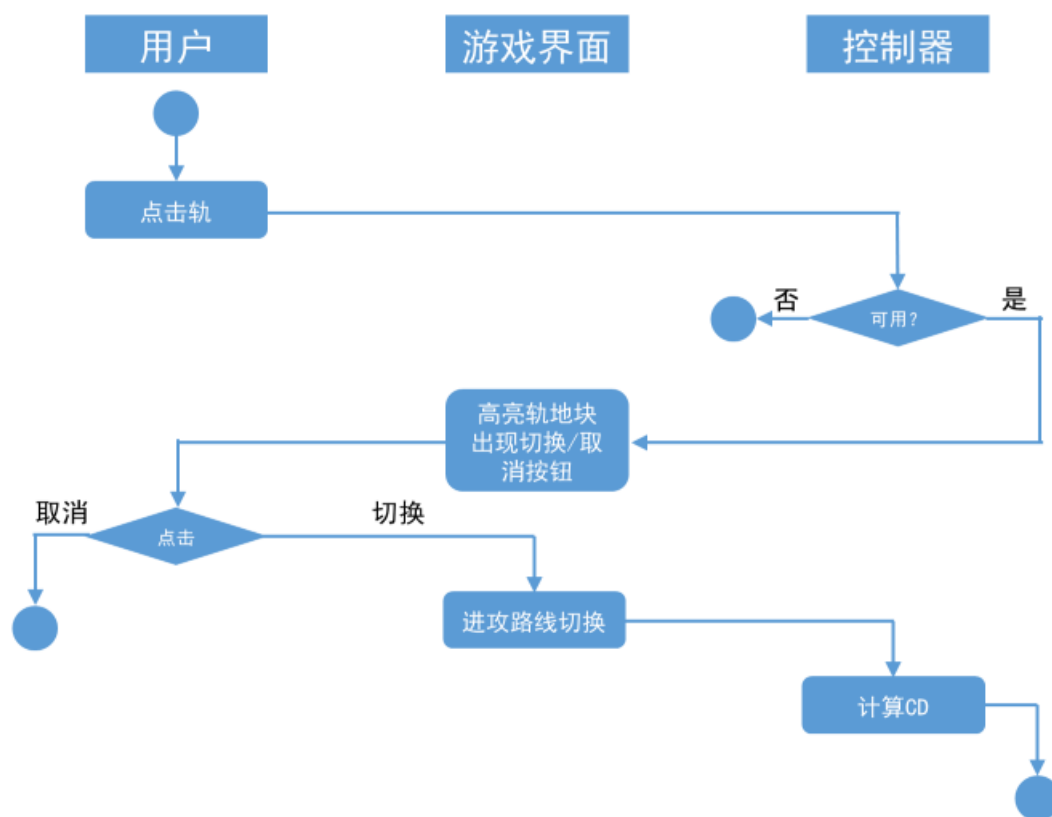 用户
游戏界面
控制器
点击轨
否
可用?
是
高亮轨地块
出现切换/取
消按钮
取消
点击
切换
进攻路线切换
计算CD